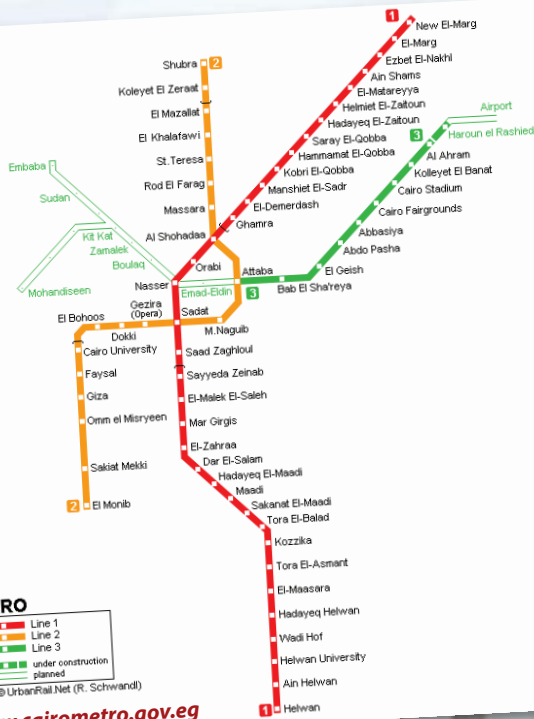 1
New El-Marg
El-Marg
Ezbet El-Nakhl
Ain Shams
El-Matareyya
Helmiet El-Zaitoun
Hadayeq El-Zaitoun
Saray El-Qobba
Hammamat El-Qobba
Kobri El-Qobba
Manshiet El-Sadr
El-Demerdash
Ghamra
Al Shohadaa
Orabi
Nasser
Sadat
Saad Zaghloul
Sayyeda Zeinab
El-Malek El-Saleh
Mar Girgis
El-Zahraa
Dar El-Salam
Hadayeq El-Maadi
Maadi
Sakanat El-Maadi
Tora El-Balad
Kozzika
Tora El-Asmant
El-Maasara
Hadayeq Helwan
Wadi Hof
Helwan University
Ain Helwan
1 Helwan
Shubra 2
Koleyet El Zeraat
El Mazallat
El Khalafawi
St.Teresa
Rod El Farag
Massara
Attaba
M.Naguib
Gezira
(Opera)
Dokki
El Bohoos
Cairo University
Faysal
Giza
Omm el Misryeen
Sakiat Mekki
2 El Monib
Airport
3 Haroun el Rashied
Al Ahram
Kolleyet El Banat
Cairo Stadium
Cairo Fairgrounds
Abbasiya
Abdo Pasha
El Geish
Bab El Sha'reya
3
Emad-Eldin
Embaba
Sudan
Kit Kat
Zamalek
Boulaq
Mohandiseen
RO
Line 1
Line 2
Line 3
under construction
planned
© UrbanRail.Net (R. Schwandl)
cairometro.gov.eg